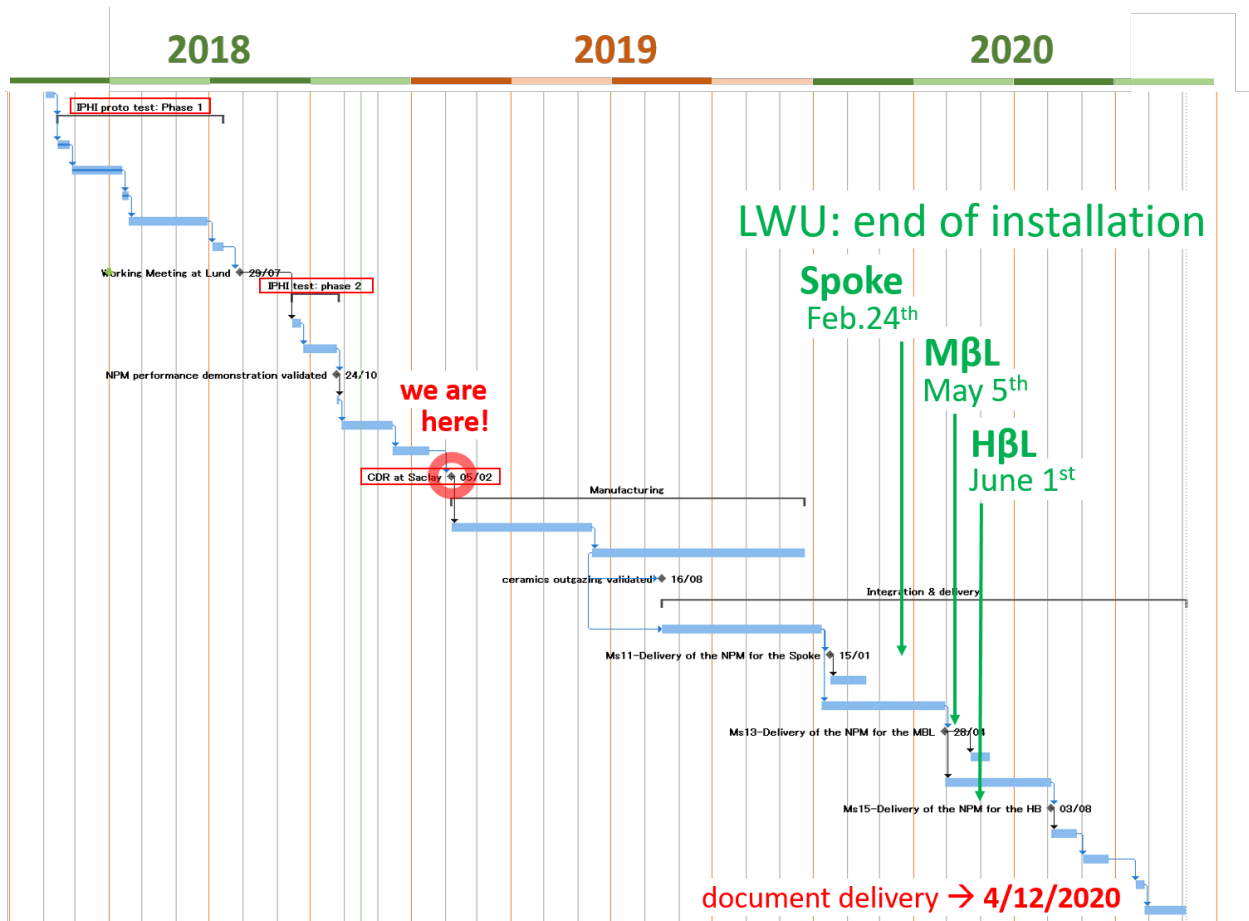 2018 2019 2020
IPHI proto test: Phase 1
LWU: end of installation
Working Meeting at Lund 29/07
Spoke
Feb.24th
IPHI test: phase 2
MβL
May 5th
NPM performance demonstration validated 24/10
we are
here!
HβL
June 1st
CDR at Saclay 05/02
Manufacturing
ceramics outgazing validated 16/08
Integration & delivery
Ms11-Delivery of the NPM for the Spoke 15/01
Ms13-Delivery of the NPM for the MBL 28/04
Ms15-Delivery of the NPM for the HB 03/08
document delivery → 4/12/2020